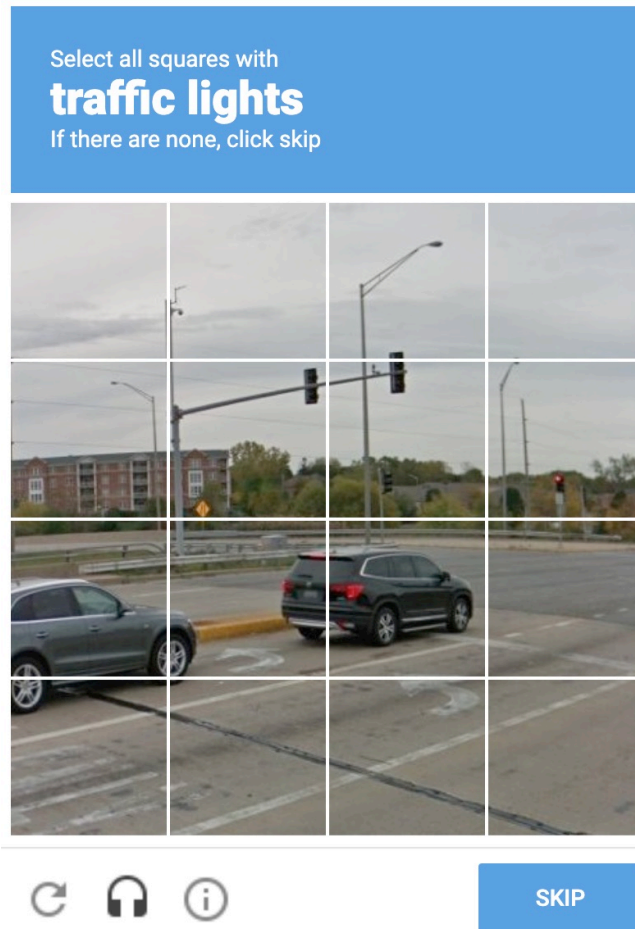 Select all squares with
traffic lights
If there are none, click skip
SKIP